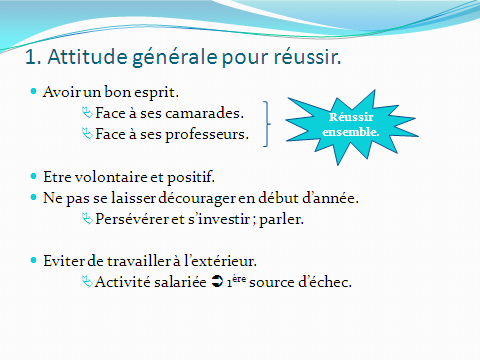 1. Attitude générale pour réussir.
• Avoir un bon esprit.
Face à ses camarades.
Face à ses professeurs.
Réussir
ensemble.
• Etre volontaire et positif.
• Ne pas se laisser décourager en début d’année.
Persévérer et s’investir ; parler.
• Eviter de travailler à l’extérieur.
Activité salariée ➲ 1ère source d’échec.